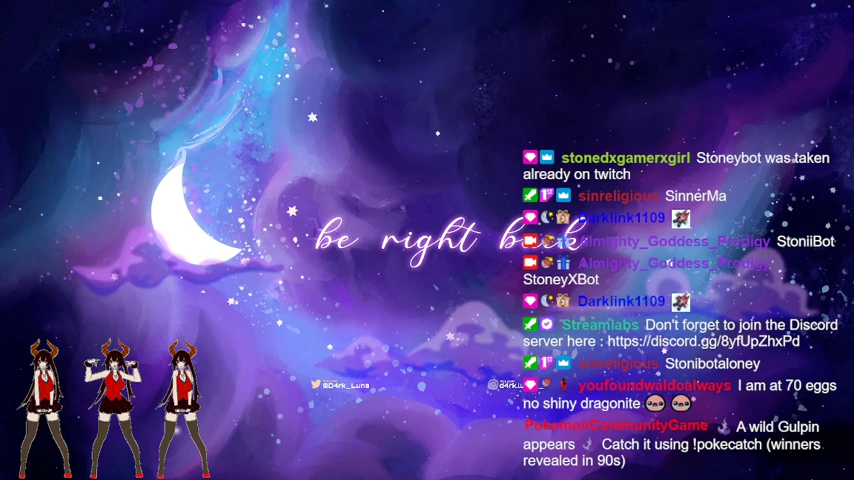 stonedxgamerxgirl Stoneybot was taken
already on twitch
sinreligious SinnerMa
Darklink1109
be right back
Almighty_Goddess_Prodigy StoniiBot
Almighty_Goddess_Prodigy
StoneyXBot
Darklink1109
Streamlabs Don't forget to join the Discord
server here : https://discord.gg/8yfUpZhxPd
sinreligious Stonibotaloney
@D4rk_Luna
youfoundwaldoalways I am at 70 eggs
no shiny dragonite
PokemonCommunityGame A wild Gulpin
appears Catch it using !pokecatch (winners
revealed in 90s)